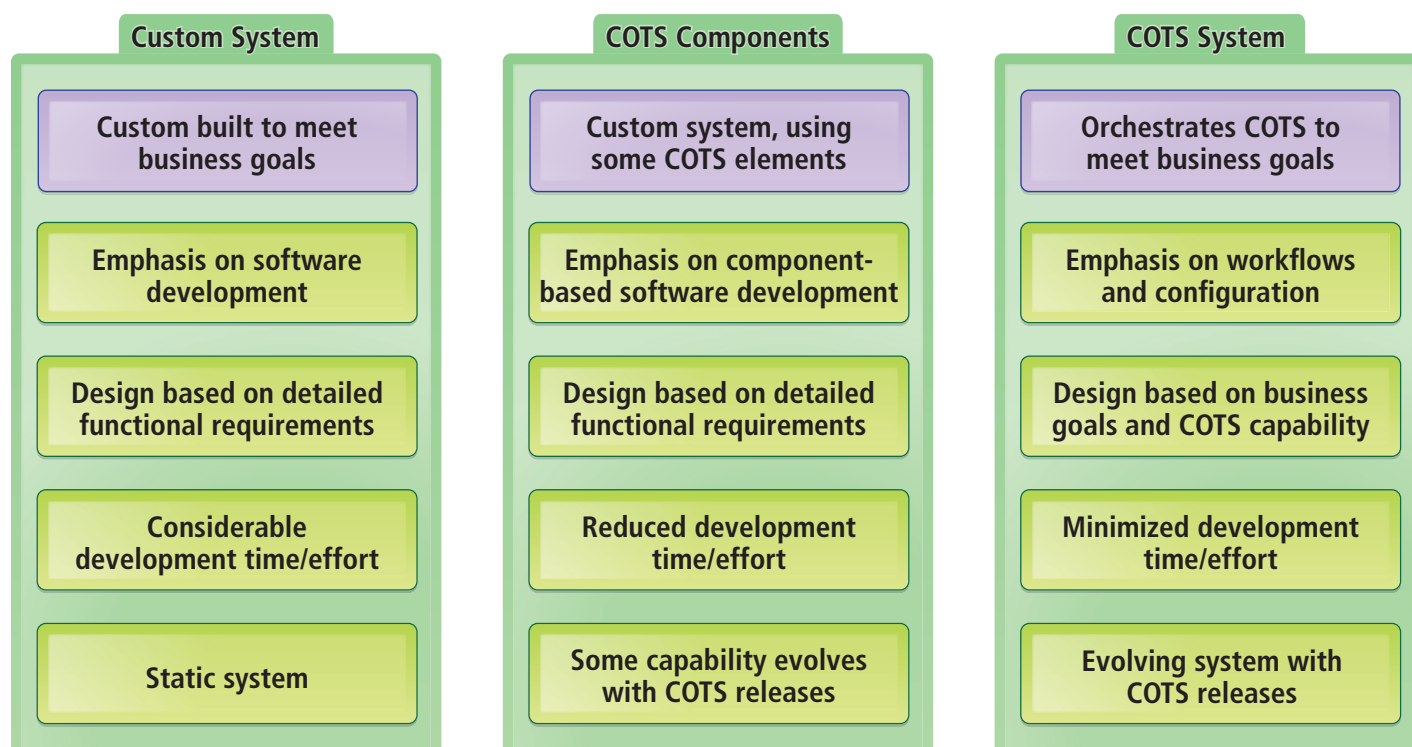 Custom System
Custom built to meet
business goals
Emphasis on software
development
Design based on detailed
functional requirements
Considerable
development time/effort
Static system
COTS Components
Custom system, using
some COTS elements
Emphasis on component-
based software development
Design based on detailed
functional requirements
Reduced development
time/effort
Some capability evolves
with COTS releases
COTS System
Orchestrates COTS to
meet business goals
Emphasis on workflows
and configuration
Design based on business
goals and COTS capability
Minimized development
time/effort
Evolving system with
COTS releases